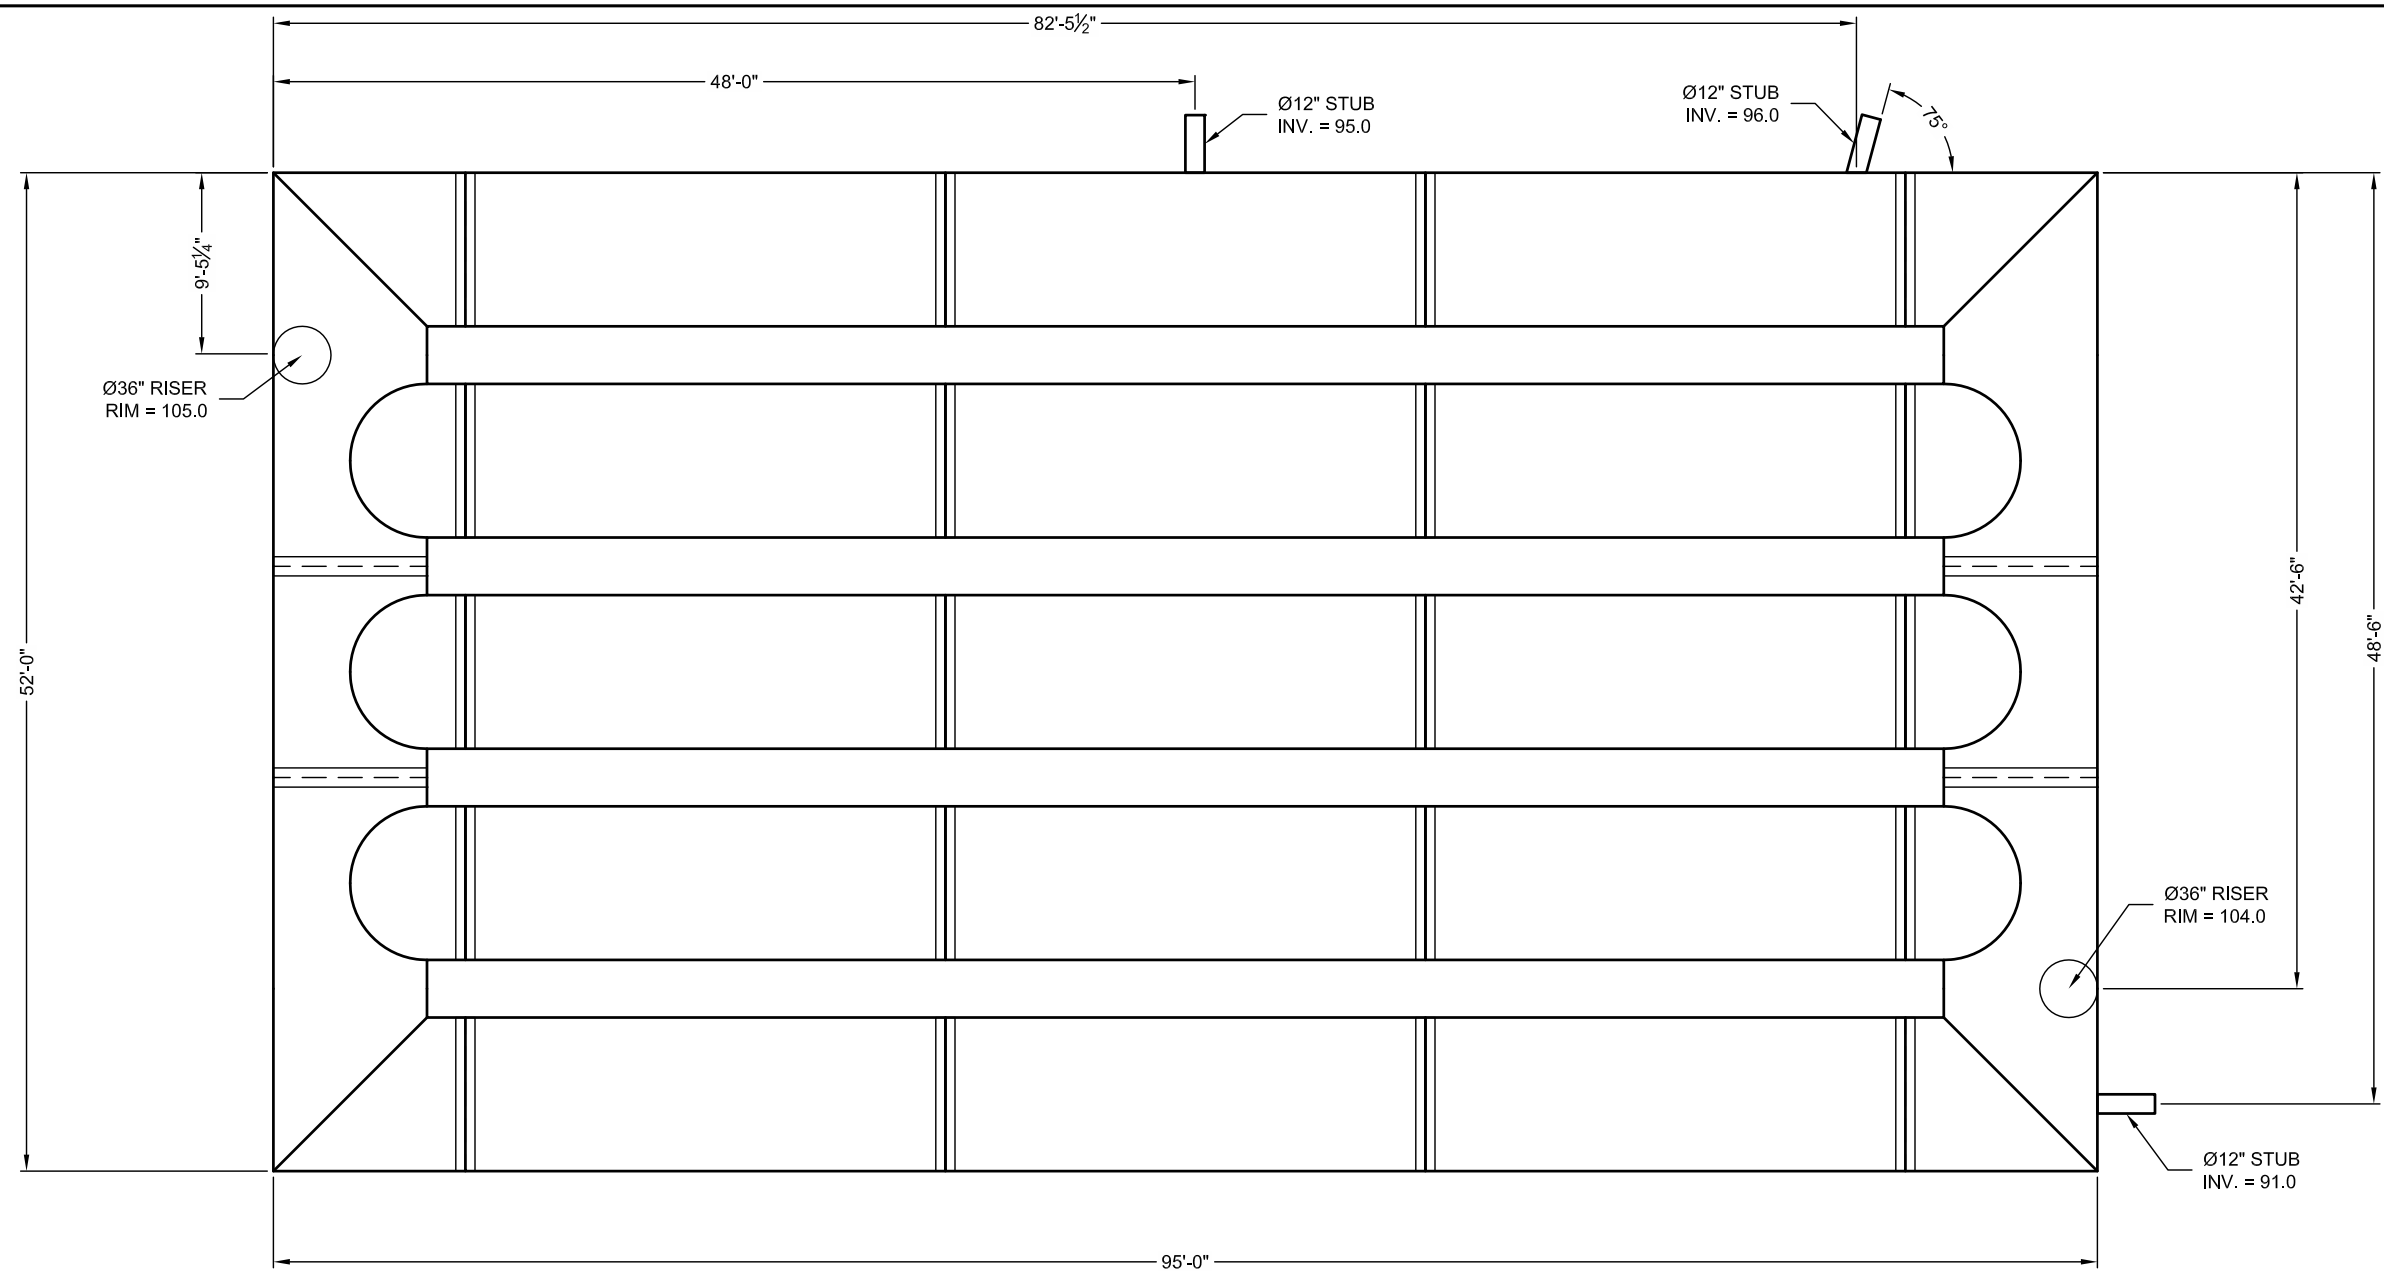 82'-5½"
48'-0"
Ø12" STUB
INV. = 95.0
Ø12" STUB
INV. = 96.0
75°
9'-5¼"
Ø36" RISER
RIM = 105.0
52'-0"
42'-6"
48'-6"
Ø36" RISER
RIM = 104.0
Ø12" STUB
INV. = 91.0
95'-0"